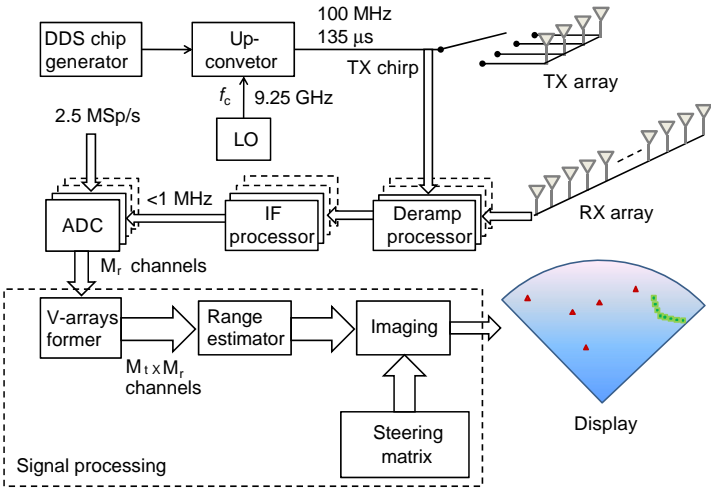 DDS chip
generator
Up-
convetor
100 MHz
135 μs
TX chirp
TX array
fc
9.25 GHz
LO
2.5 MSp/s
ADC
<1 MHz
IF
processor
Deramp
processor
RX array
Mr channels
V-arrays
former
Mt x Mr
channels
Range
estimator
Imaging
Steering
matrix
Signal processing
Display